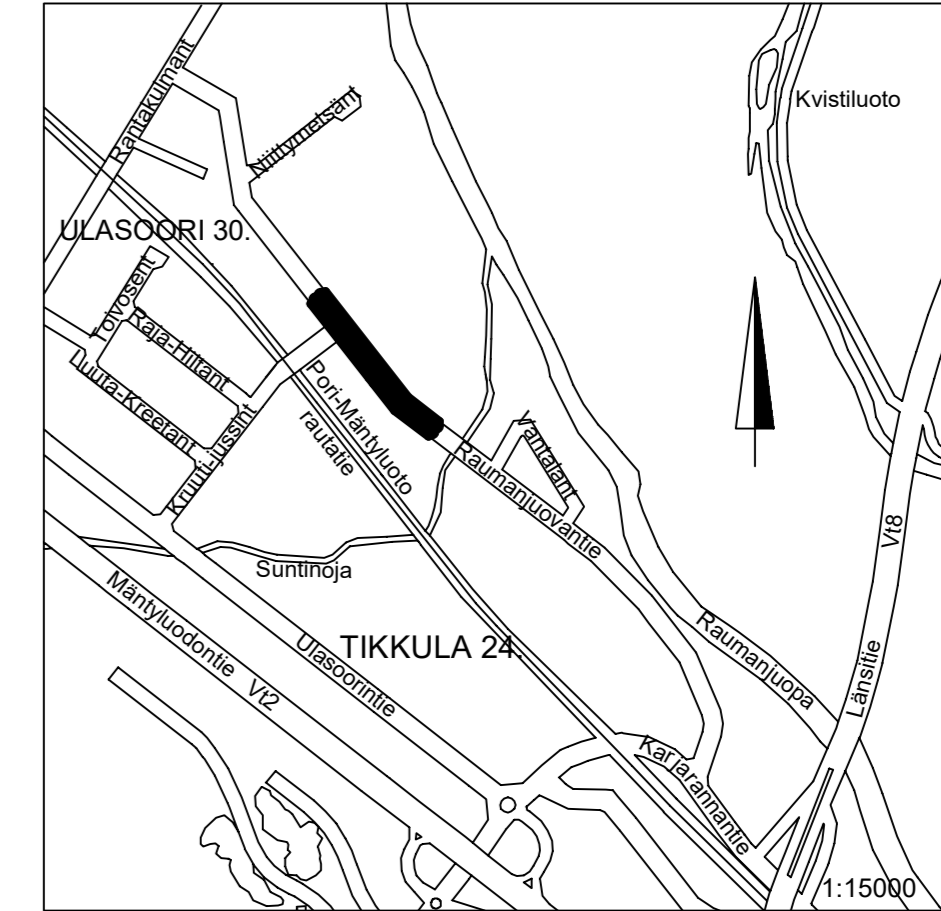 Rantakulmant
Kvistiluoto
Niittymetsänt
ULASOORI 30.
Toivosent
Raja-Hiltant
Luuta-Kreetant
Kruuti-jussint
Pori-Mäntyluoto
rautatie
Vantalant
Raumanjuovantie
Vt8
Suntinoja
Mäntyluodontie Vt2
Ulasoorintie
TIKKULA 24.
Raumanjuopa
Länsitie
Karjarannantie
1:15000